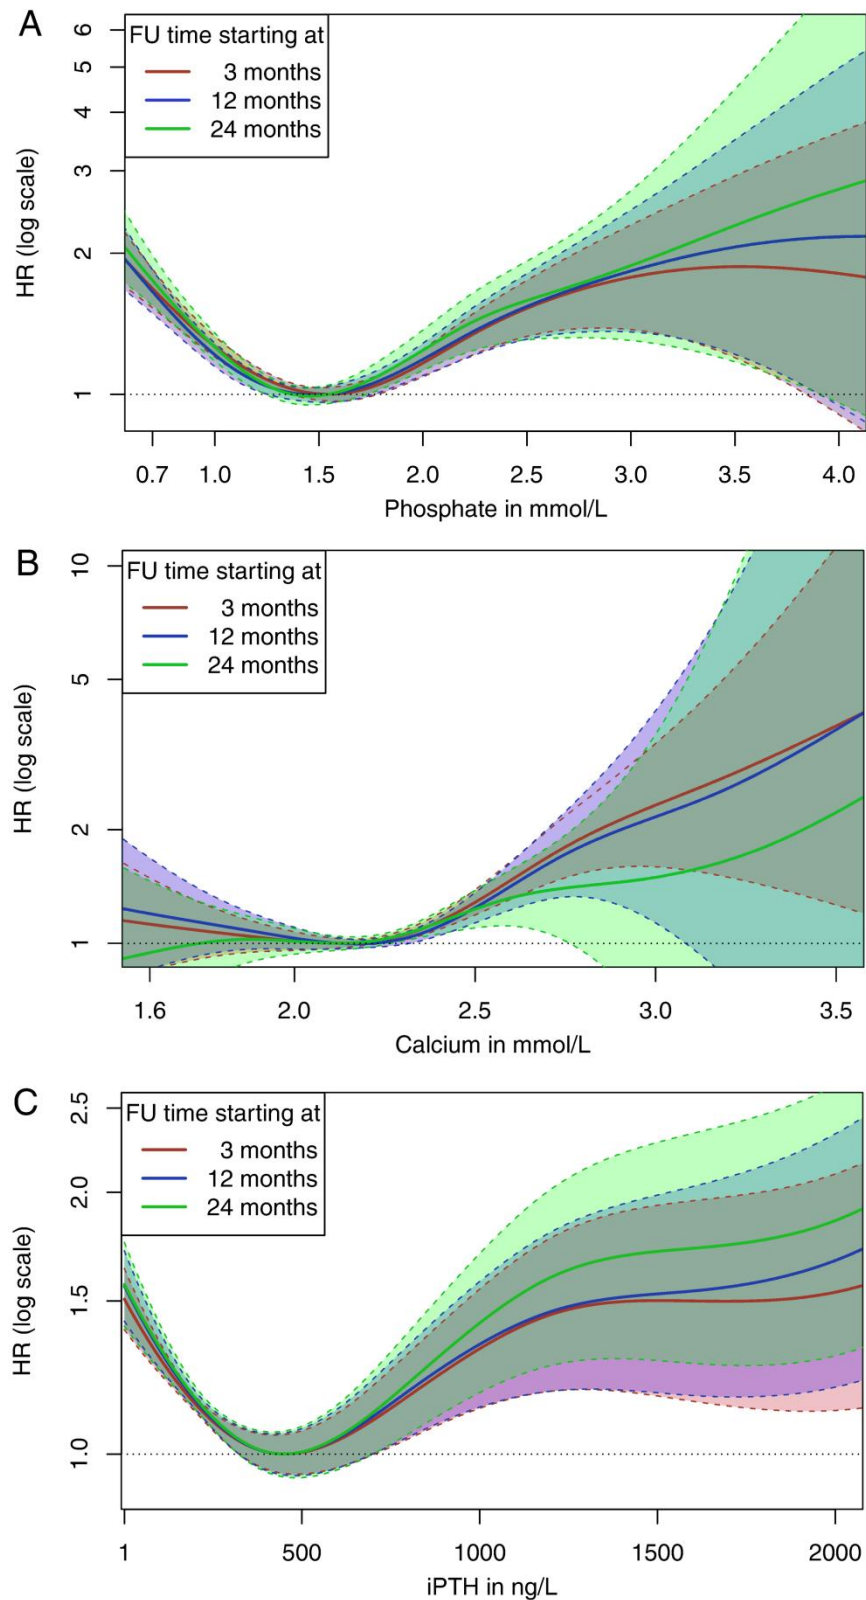 A
FU time starting at
3 months
12 months
24 months
HR (log scale)
6
5
4
3
2
1
0.7 1.0 1.5 2.0 2.5 3.0 3.5 4.0
Phosphate in mmol/L
B
FU time starting at
3 months
12 months
24 months
HR (log scale)
10
5
2
1
1.6 2.0 2.5 3.0 3.5
Calcium in mmol/L
C
FU time starting at
3 months
12 months
24 months
HR (log scale)
2.5
2.0
1.5
1.0
1 500 1000 1500 2000
iPTH in ng/L